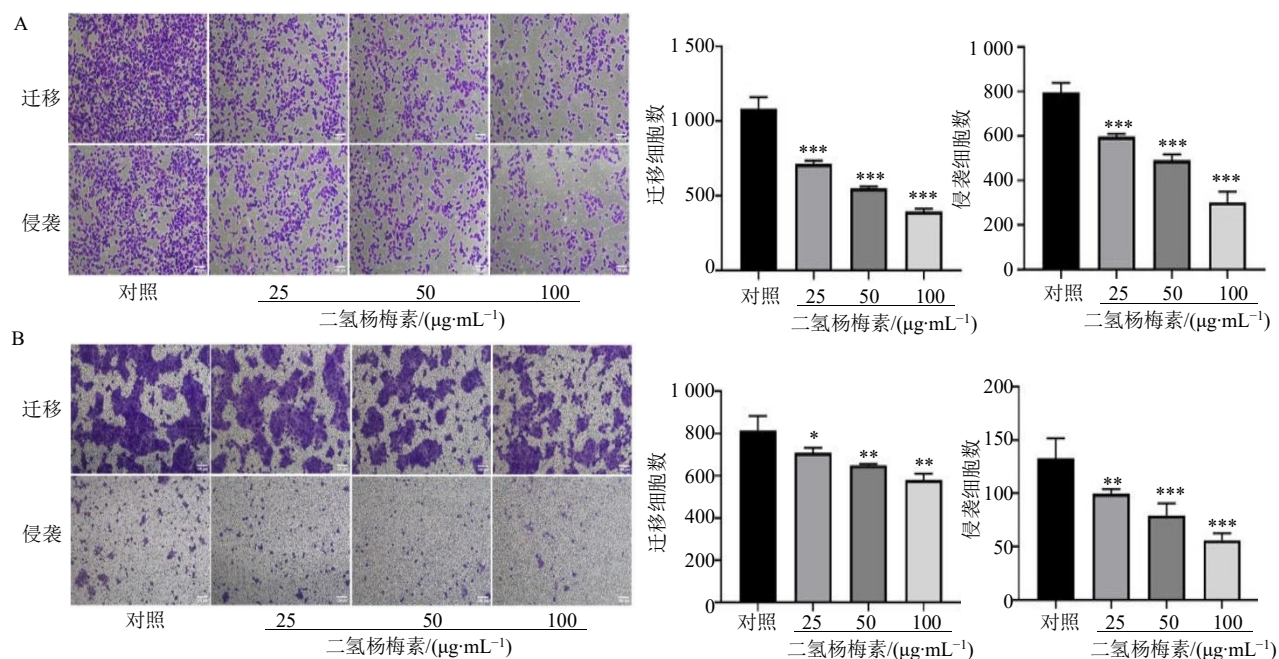 A
迁移
侵袭
对照 25 50 100
二氢杨梅素/(μg·mL⁻¹)
迁移细胞数
1 500
1 000
500
0
***
***
***
对照 25 50 100
二氢杨梅素/(μg·mL⁻¹)
侵袭细胞数
1 000
800
600
400
200
0
***
***
***
对照 25 50 100
二氢杨梅素/(μg·mL⁻¹)
B
迁移
侵袭
对照 25 50 100
二氢杨梅素/(μg·mL⁻¹)
迁移细胞数
1 000
800
600
400
200
0
*
**
**
对照 25 50 100
二氢杨梅素/(μg·mL⁻¹)
侵袭细胞数
200
150
100
50
0
**
***
***
对照 25 50 100
二氢杨梅素/(μg·mL⁻¹)